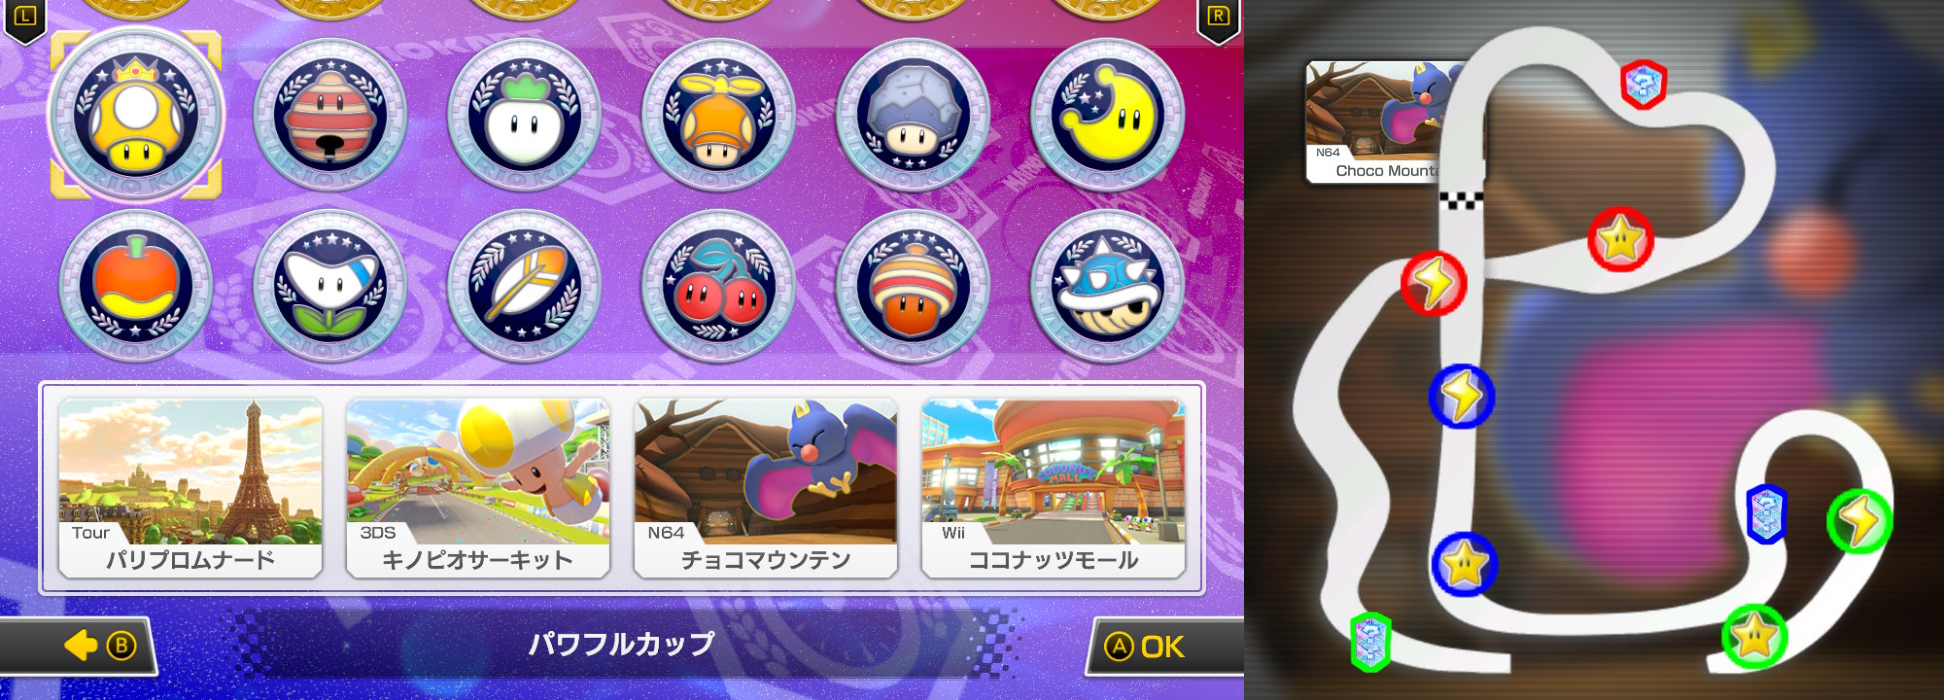 L
R
Tour
パリプロムナード
3DS
キノピオサーキット
N64
チョコマウンテン
Wii
COCONUT MALL
ココナッツモール
B
パワフルカップ
A OK
N64
Choco Mounta